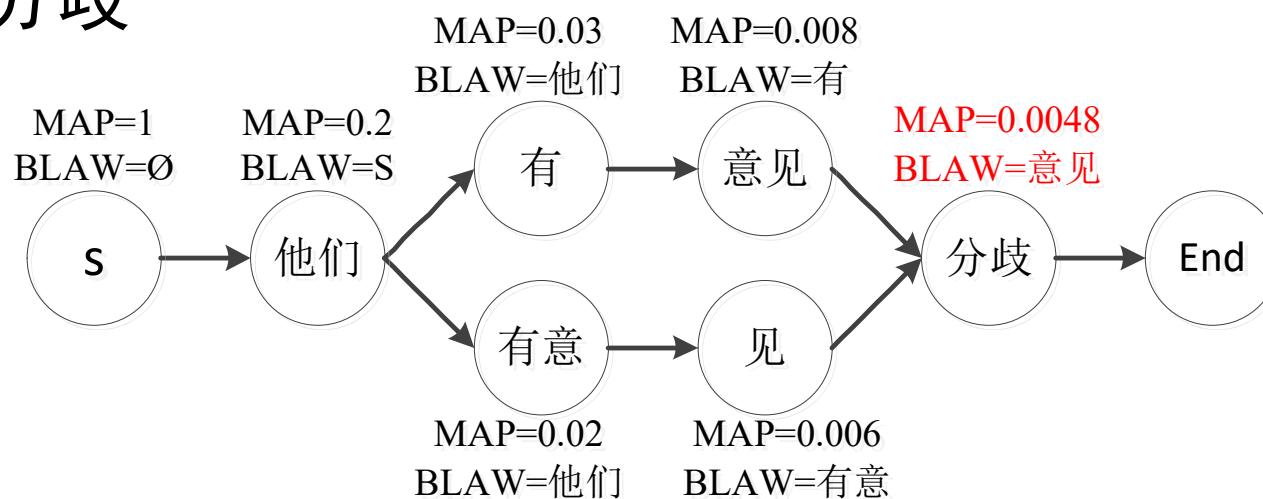 分歧
MAP=0.03
BLAW=他们
MAP=0.008
BLAW=有
MAP=1
BLAW=Ø
MAP=0.2
BLAW=S
MAP=0.0048
BLAW=意见
s
他们
有
意见
分歧
End
有意
见
MAP=0.02
BLAW=他们
MAP=0.006
BLAW=有意